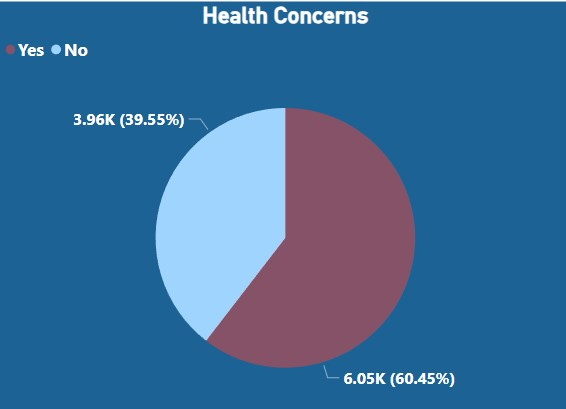 Health Concerns
Yes No
3.96K (39.55%)
6.05K (60.45%)